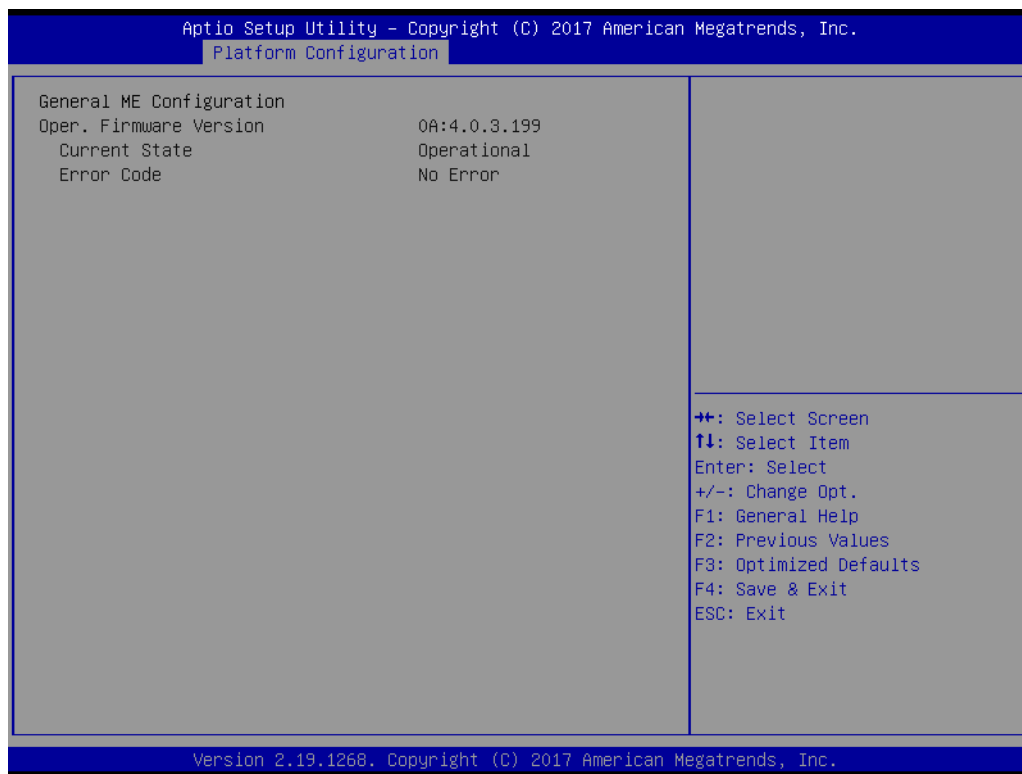 Aptio Setup Utility – Copyright (C) 2017 American Megatrends, Inc.
Platform Configuration
General ME Configuration
Oper. Firmware Version 0A:4.0.3.199
Current State Operational
Error Code No Error
→←: Select Screen
↑↓: Select Item
Enter: Select
+/-: Change Opt.
F1: General Help
F2: Previous Values
F3: Optimized Defaults
F4: Save & Exit
ESC: Exit
Version 2.19.1268. Copyright (C) 2017 American Megatrends, Inc.